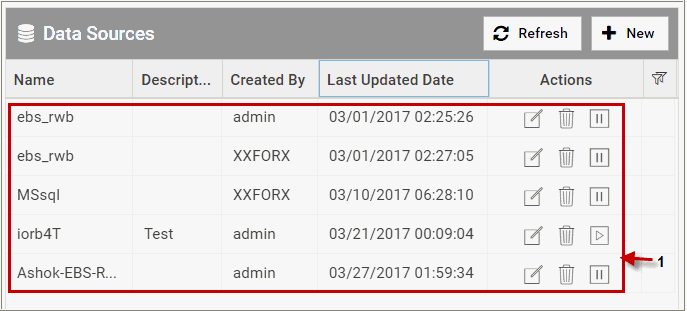 Data Sources Refresh New
Name Descript... Created By Last Updated Date Actions
ebs_rwb admin 03/01/2017 02:25:26
ebs_rwb XXFORX 03/01/2017 02:27:05
MSsql XXFORX 03/10/2017 06:28:10
iorb4T Test admin 03/21/2017 00:09:04
1
Ashok-EBS-R... admin 03/27/2017 01:59:34